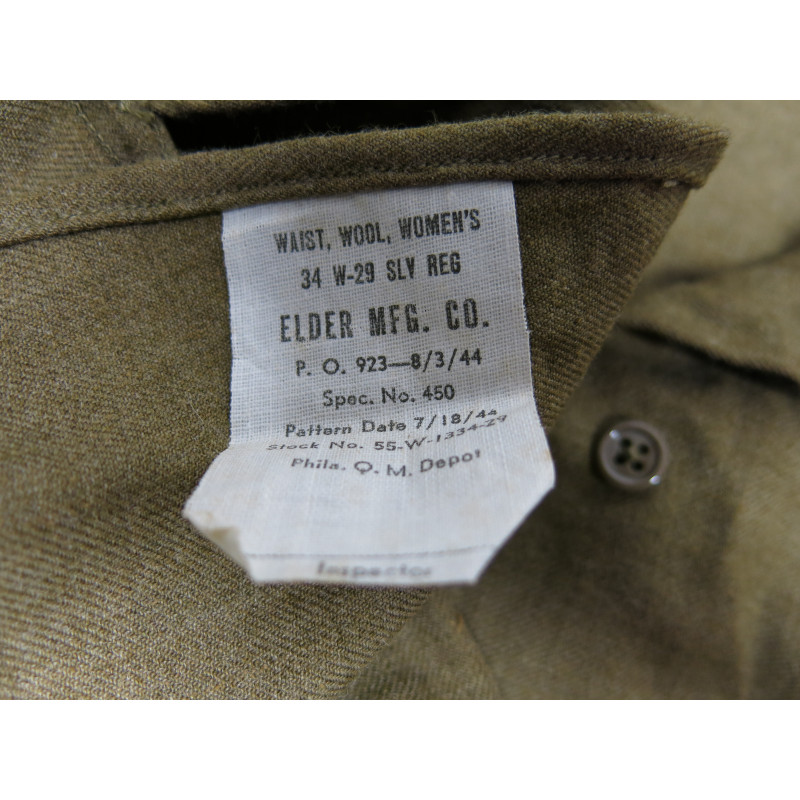 WAIST, WOOL, WOMEN'S
34 W-29 SLV REG
ELDER MFG. CO.
P. O. 923—8/3/44
Spec. No. 450
Pattern Date 7/18/44
Stock No. 55-W-1334-29
Phila. Q. M. Depot
Inspector